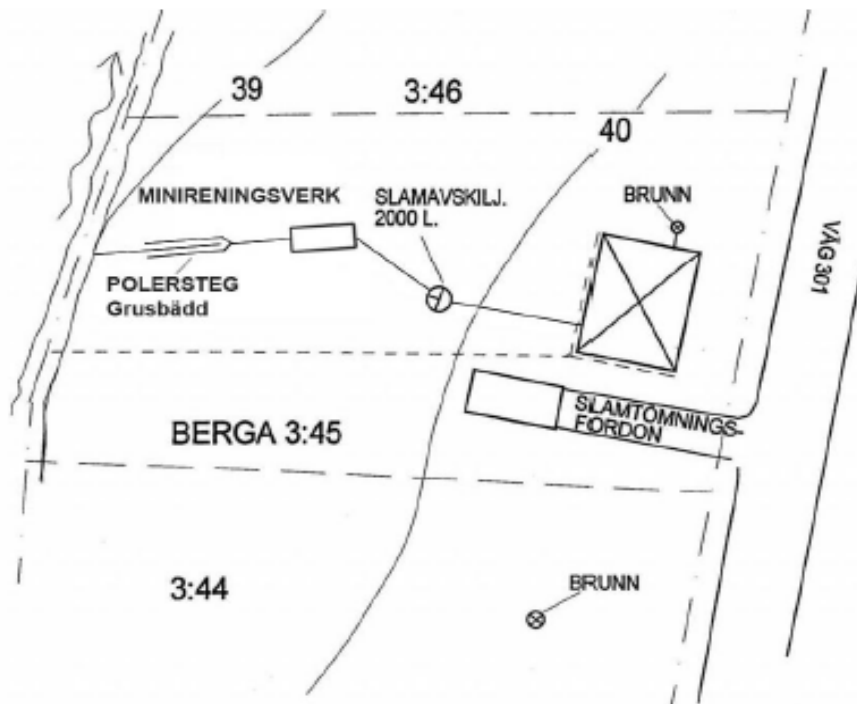 39
3:46
40
MINIRENINGSVERK
SLAMAVSKILJ.
2000 L.
BRUNN
VÄG 301
POLERSTEG
Grusbädd
SLAMTÖMNINGS-
FORDON
BERGA 3:45
3:44
BRUNN